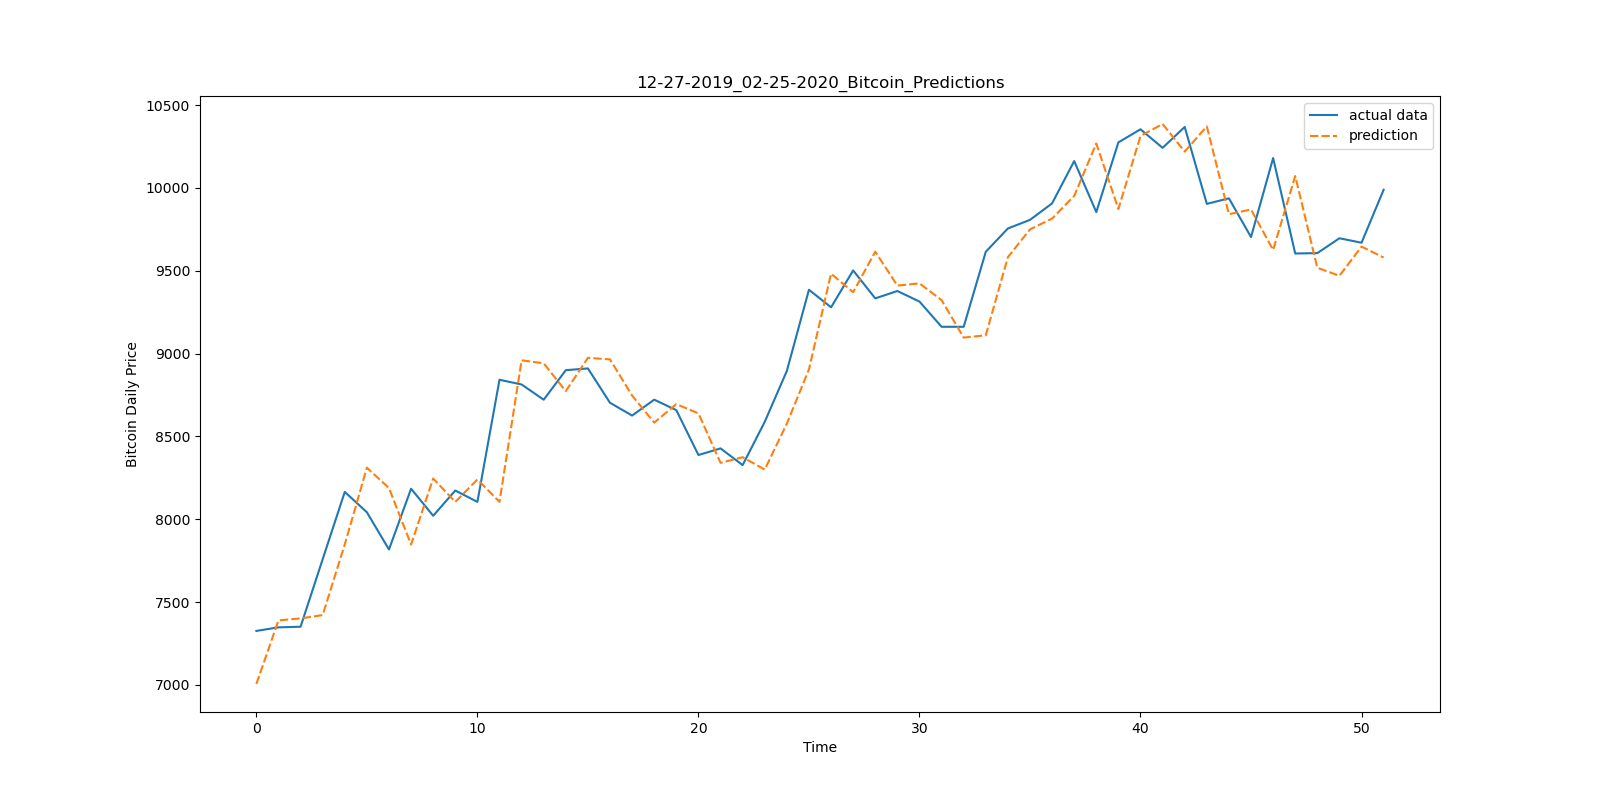 12-27-2019_02-25-2020_Bitcoin_Predictions
10500
10000
9500
9000
8500
8000
7500
7000
Bitcoin Daily Price
actual data
prediction
0 10 20 30 40 50
Time